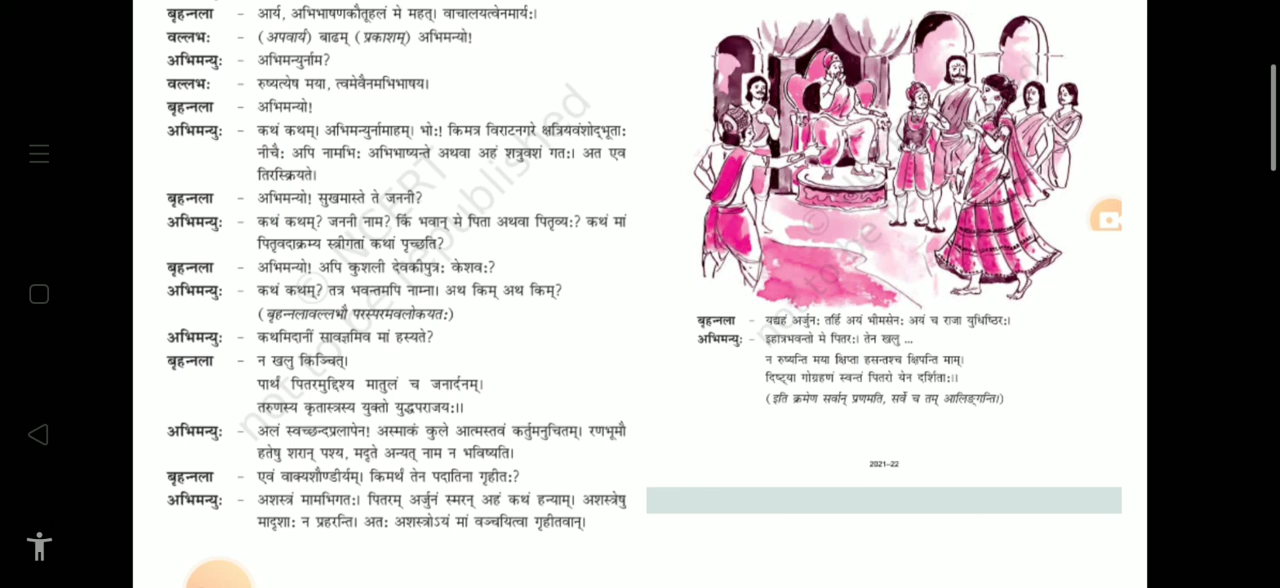 बृहन्नला - आर्य, अभिभाषणकौतूहलं मे महत्। वाचालयत्वेनमार्यः।
वल्लभः - (अपवार्य) बाढम् (प्रकाशम्) अभिमन्यो!
अभिमन्युः - अभिमन्युर्नाम?
वल्लभः - रुष्यत्येष मया, त्वमेवैनमभिभाषय।
बृहन्नला - अभिमन्यो!
अभिमन्युः - कथं कथम्। अभिमन्युर्नामाहम्। भोः! किमत्र विराटनगरे क्षत्रियवंशोद्भूताः
नीचैः अपि नामभिः अभिभाष्यन्ते अथवा अहं शत्रुवशं गतः। अत एव
तिरस्क्रियते।
बृहन्नला - अभिमन्यो! सुखमास्ते ते जननी?
अभिमन्युः - कथं कथम्? जननी नाम? किं भवान् मे पिता अथवा पितृव्यः? कथं मां
पितृवदाक्रम्य स्त्रीगतां कथां पृच्छति?
बृहन्नला - अभिमन्यो! अपि कुशली देवकीपुत्रः केशवः?
अभिमन्युः - कथं कथम्? तत्र भवन्तमपि नाम्ना। अथ किम् अथ किम्?
(बृहन्नलावल्लभौ परस्परमवलोकयतः)
अभिमन्युः - कथमिदानीं सावज्ञमिव मां हस्यते?
बृहन्नला - न खलु किञ्चित्।
पार्थं पितरमुद्दिश्य मातुलं च जनार्दनम्।
तरुणस्य कृतास्त्रस्य युक्तो युद्धपराजयः।।
अभिमन्युः - अलं स्वच्छन्दप्रलापेन! अस्माकं कुले आत्मस्तवं कर्तुमनुचितम्। रणभूमौ
हतेषु शरान् पश्य, मदृते अन्यत् नाम न भविष्यति।
बृहन्नला - एवं वाक्यशौण्डीर्यम्। किमर्थं तेन पदातिना गृहीतः?
अभिमन्युः - अशस्त्रं मामभिगतः। पितरम् अर्जुनं स्मरन् अहं कथं हन्याम्। अशस्त्रेषु
मादृशाः न प्रहरन्ति। अतः अशस्त्रोऽयं मां वञ्चयित्वा गृहीतवान्।
बृहन्नला - यद्यहं अर्जुनः तर्हि अयं भीमसेनः अयं च राजा युधिष्ठिरः।
अभिमन्युः - इहात्रभवन्तो मे पितरः। तेन खलु ...
न रुष्यन्ति मया क्षिप्ता हसन्तश्च क्षिपन्ति माम्।
दिष्ट्या गोग्रहणं स्वन्तं पितरो येन दर्शिताः।।
(इति क्रमेण सर्वान् प्रणमति, सर्वे च तम् आलिङ्गन्ति।)
2021–22
© NCERT
not to be republished